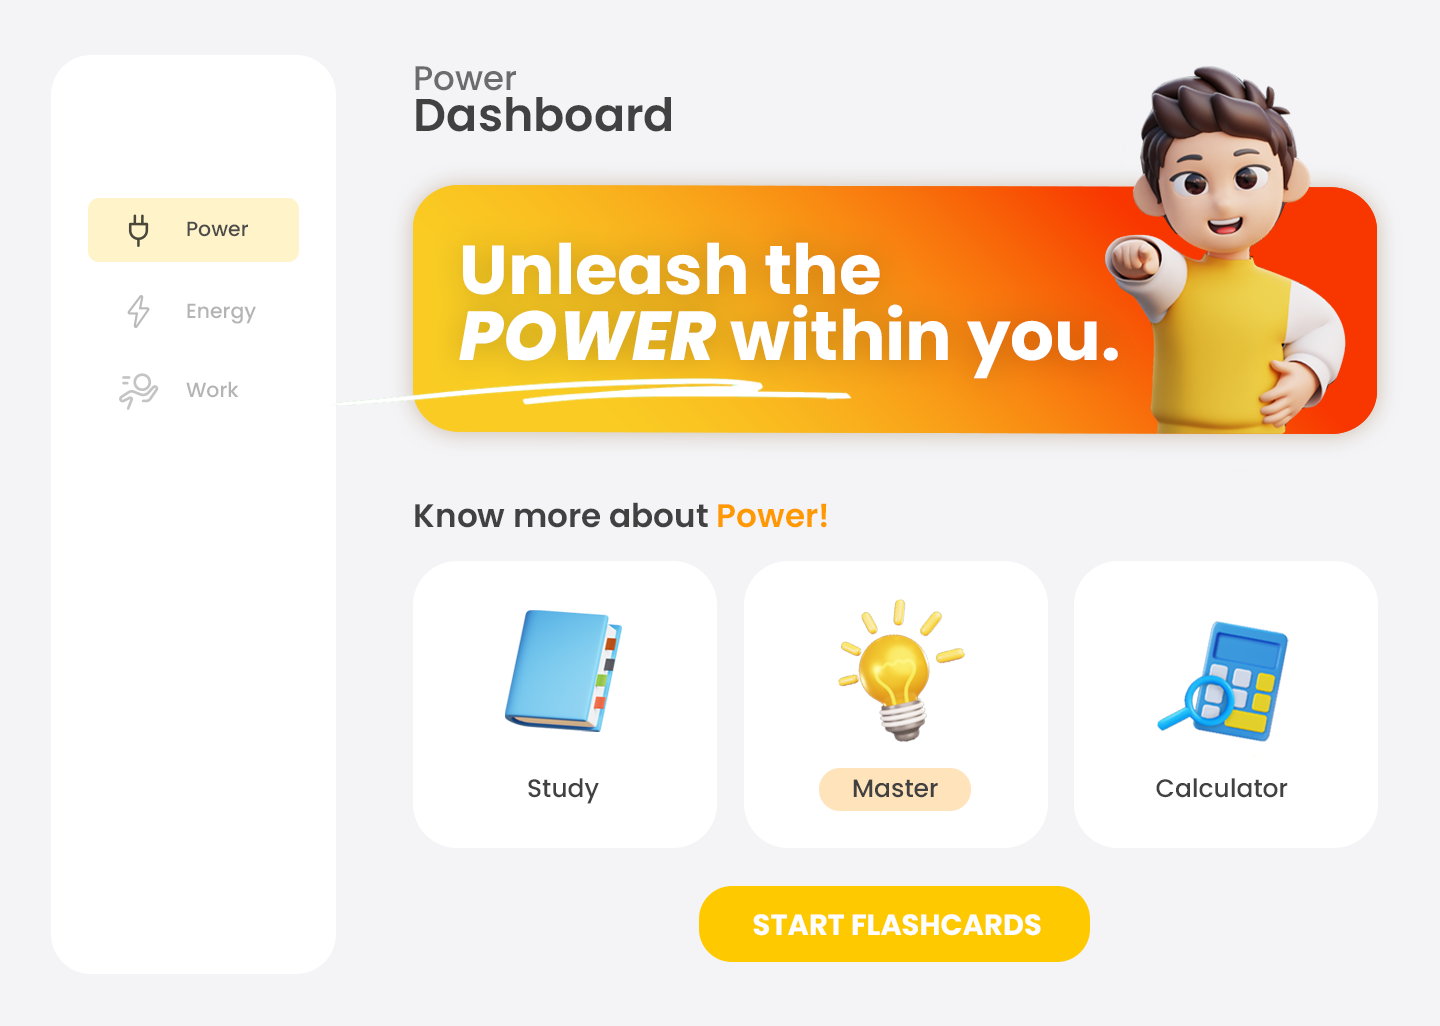 Power
Energy
Work
Power
Dashboard
Unleash the
POWER within you.
Know more about Power!
Study
Master
Calculator
START FLASHCARDS